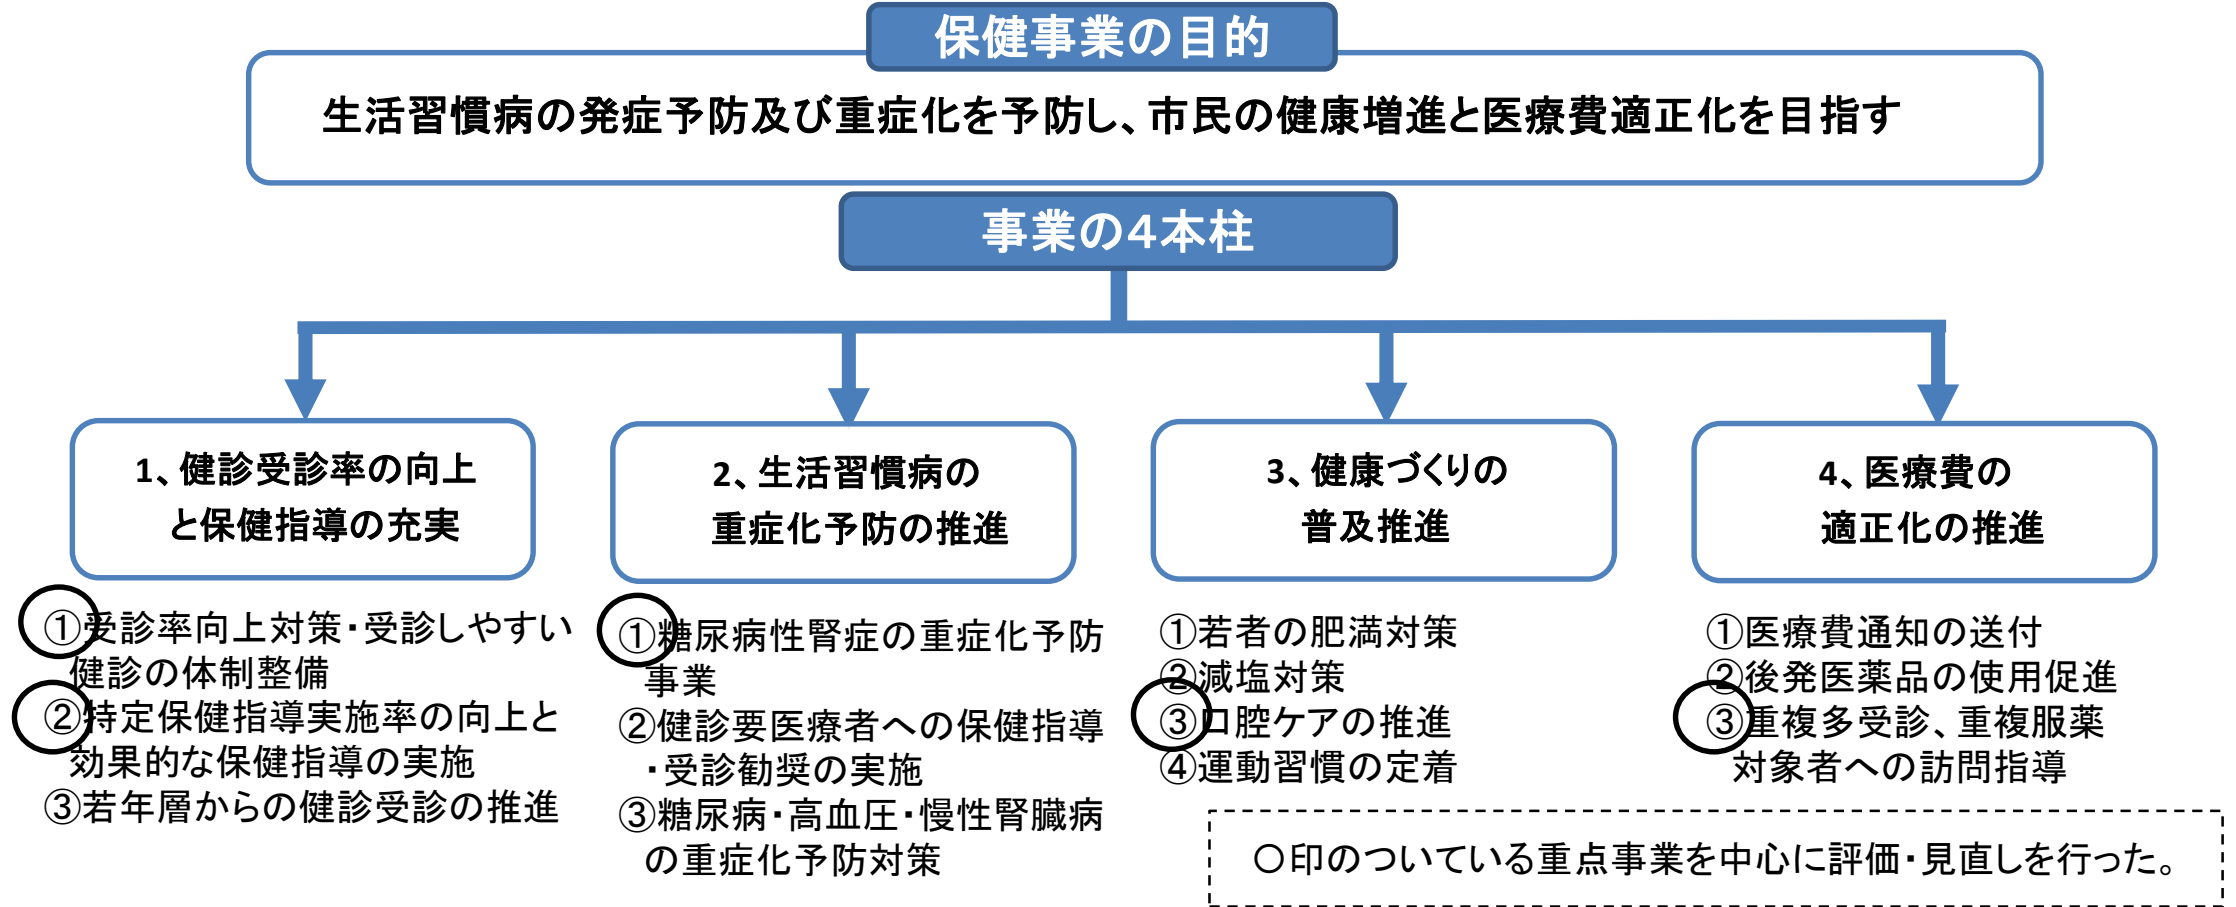 保健事業の目的
生活習慣病の発症予防及び重症化を予防し、市民の健康増進と医療費適正化を目指す
事業の4本柱
1、健診受診率の向上
と保健指導の充実
①受診率向上対策・受診しやすい
健診の体制整備
②特定保健指導実施率の向上と
効果的な保健指導の実施
③若年層からの健診受診の推進
2、生活習慣病の
重症化予防の推進
①糖尿病性腎症の重症化予防
事業
②健診要医療者への保健指導
・受診勧奨の実施
③糖尿病・高血圧・慢性腎臓病
の重症化予防対策
3、健康づくりの
普及推進
①若者の肥満対策
②減塩対策
③口腔ケアの推進
④運動習慣の定着
4、医療費の
適正化の推進
①医療費通知の送付
②後発医薬品の使用促進
③重複多受診、重複服薬
対象者への訪問指導
〇印のついている重点事業を中心に評価・見直しを行った。